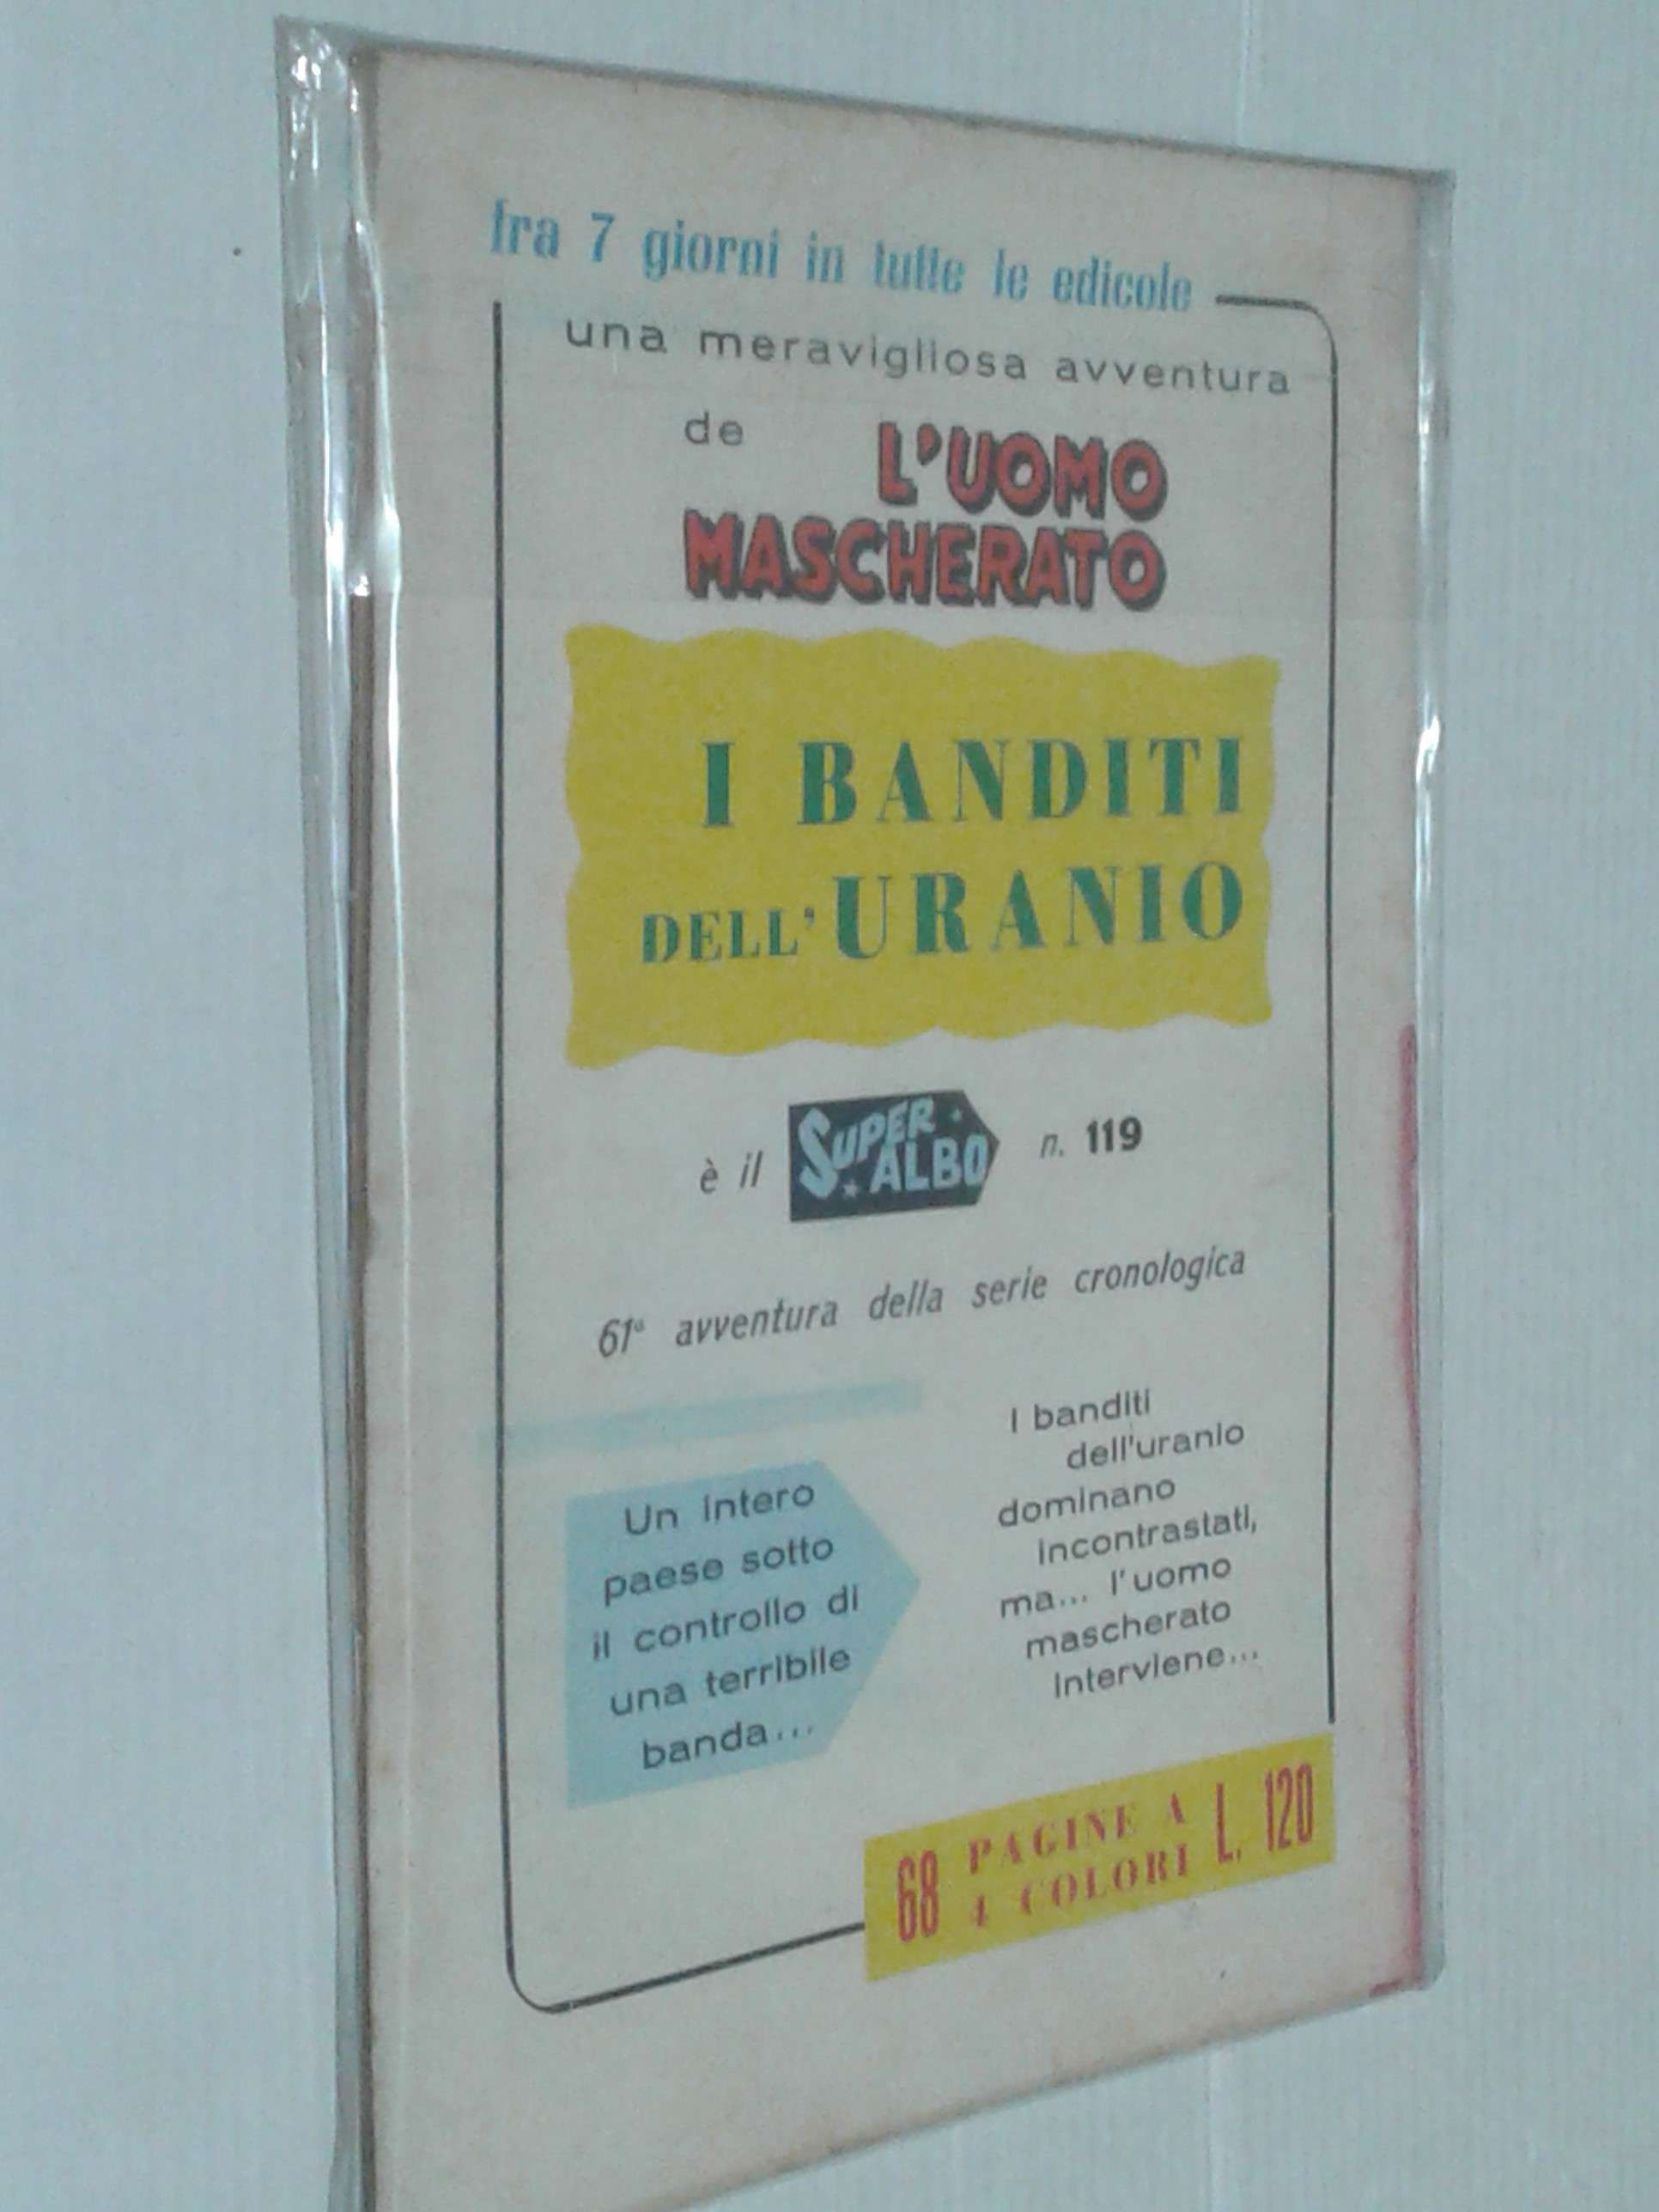 fra 7 giorni in tutte le edicole
una meravigliosa avventura
de L'UOMO
MASCHERATO
I BANDITI
DELL'URANIO
è il SUPER ALBO n. 119
61ª avventura della serie cronologica
Un intero
paese sotto
il controllo di
una terribile
banda...
I banditi
dell'uranio
dominano
incontrastati,
ma... l'uomo
mascherato
interviene...
68 PAGINE A
4 COLORI L. 120